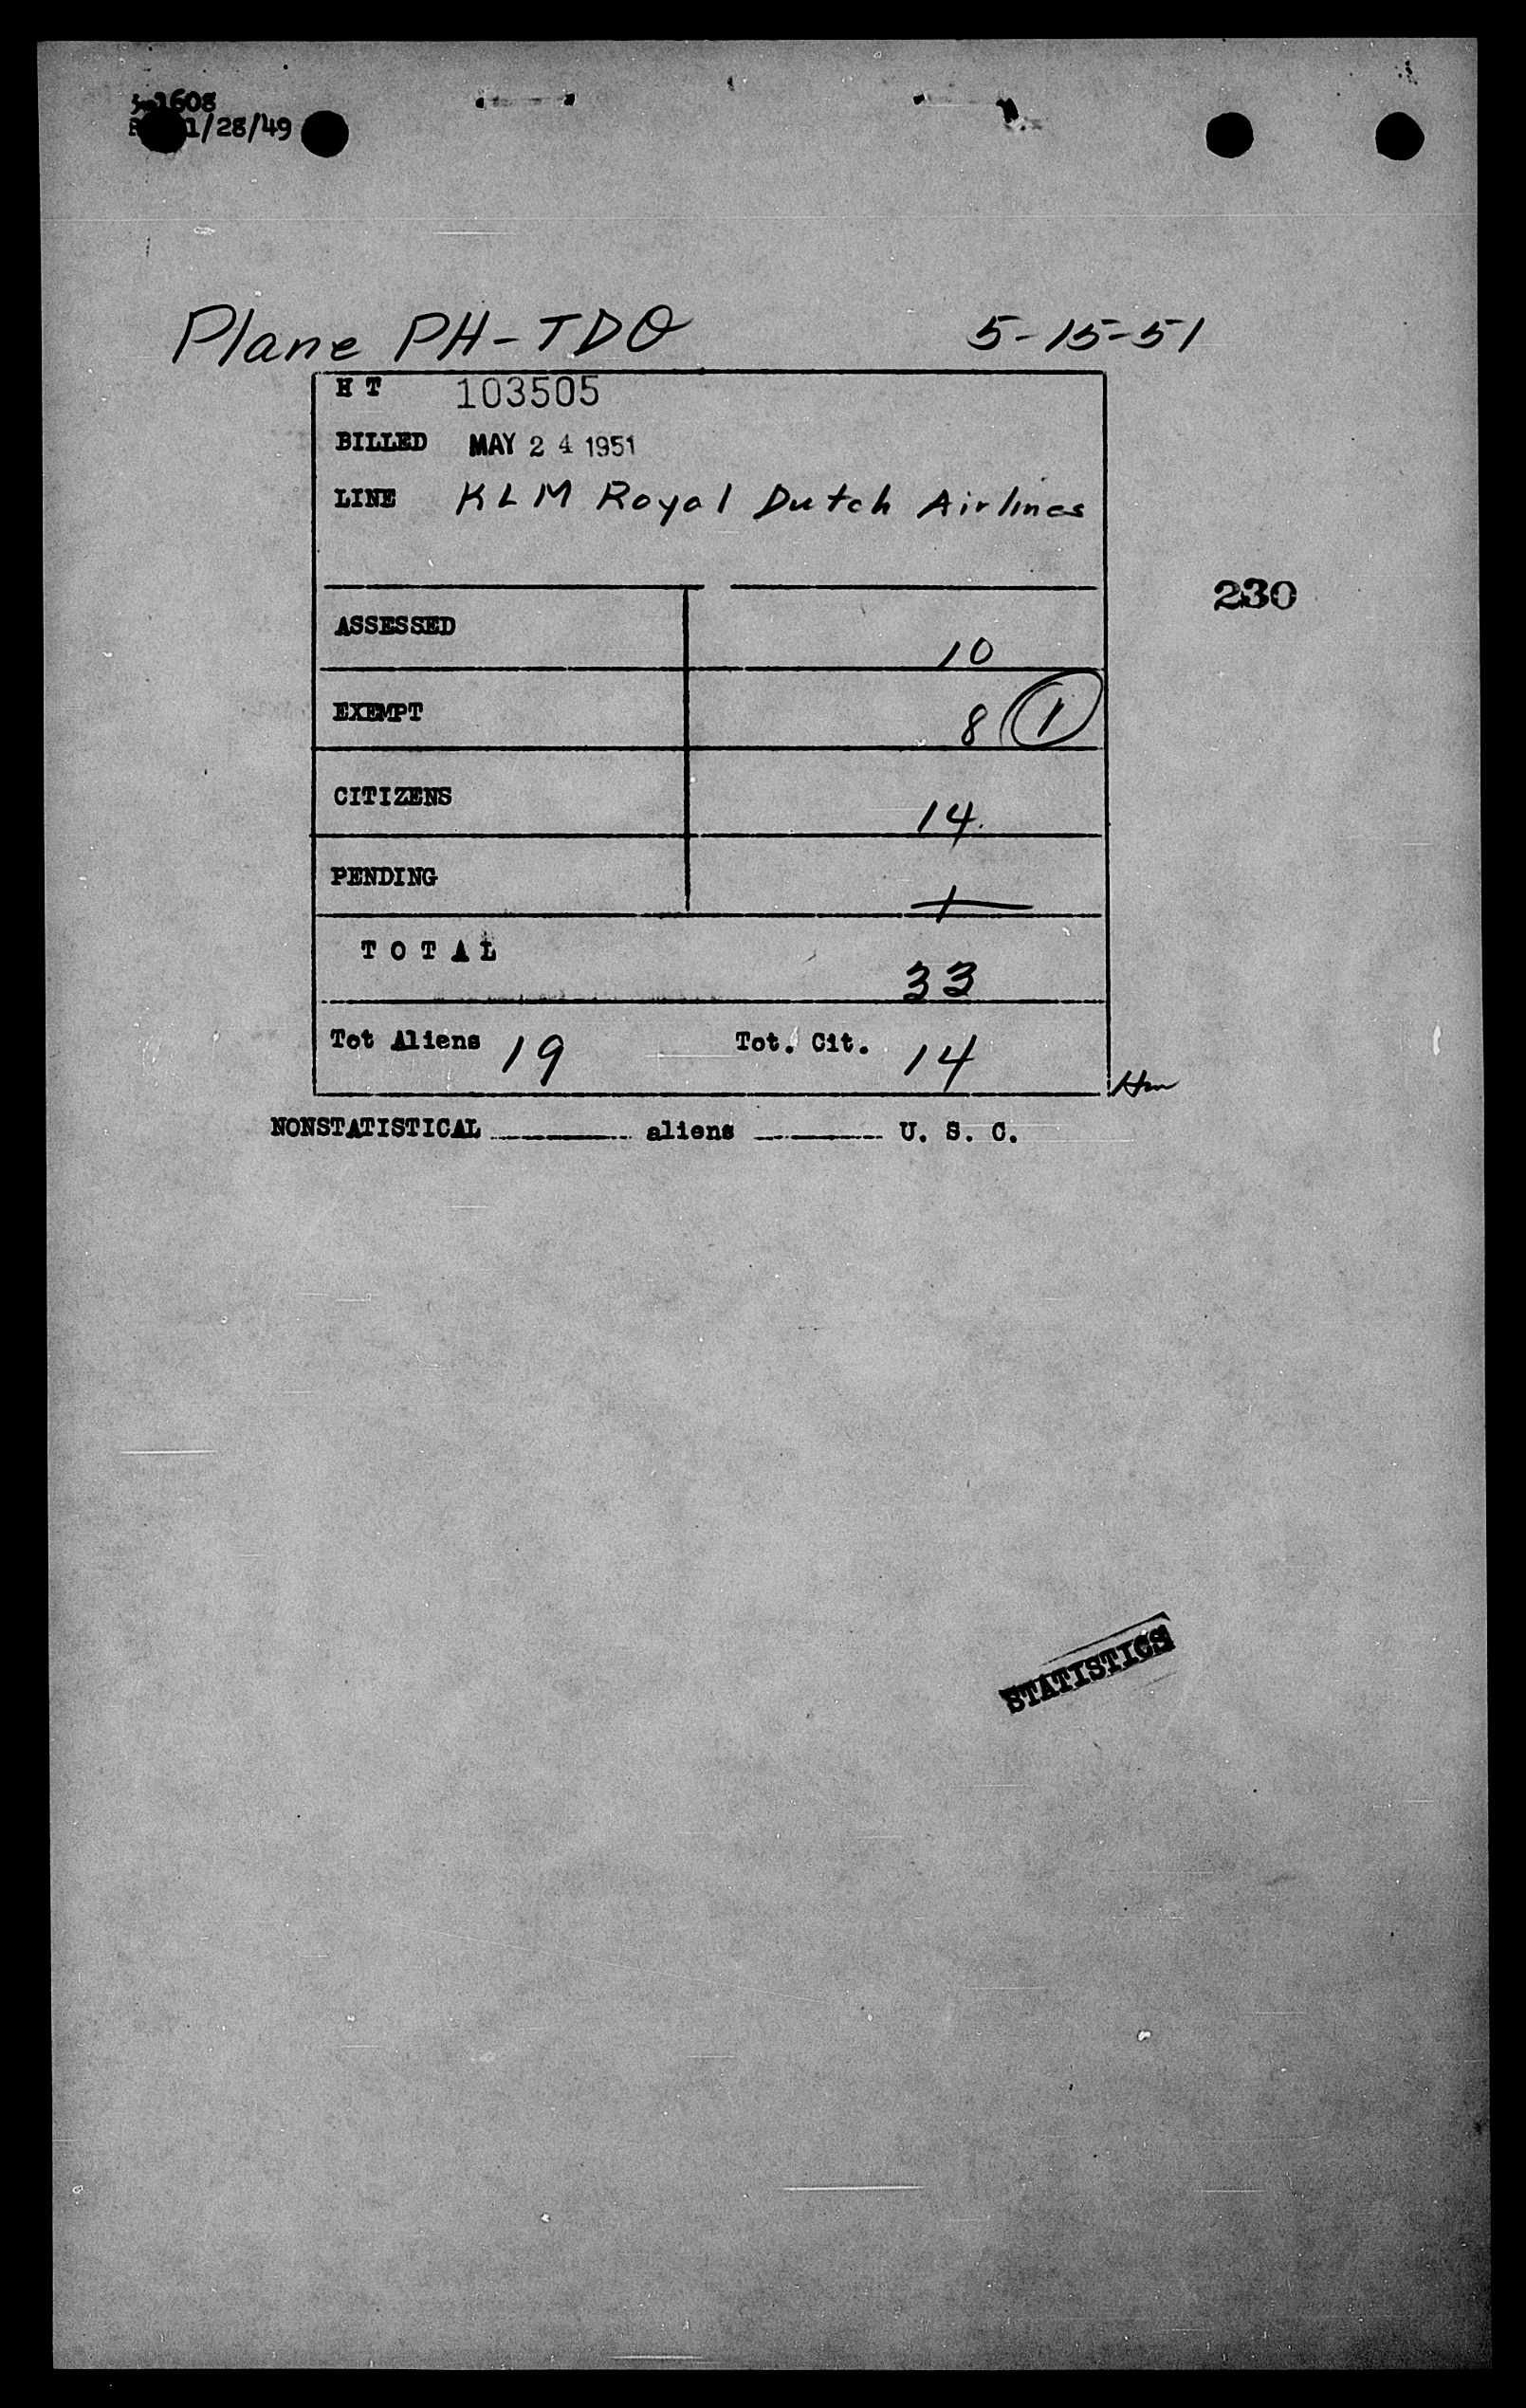 1608
1/28/49
Plane PH-TDO 5-15-51
H T 103505
BILLED MAY 24 1951
LINE KLM Royal Dutch Airlines
230
ASSESSED 10
EXEMPT 8 1
CITIZENS 14
PENDING 1
TOTAL 33
Tot Aliens 19 Tot. Cit. 14
NONSTATISTICAL aliens U. S. C.
STATISTICS